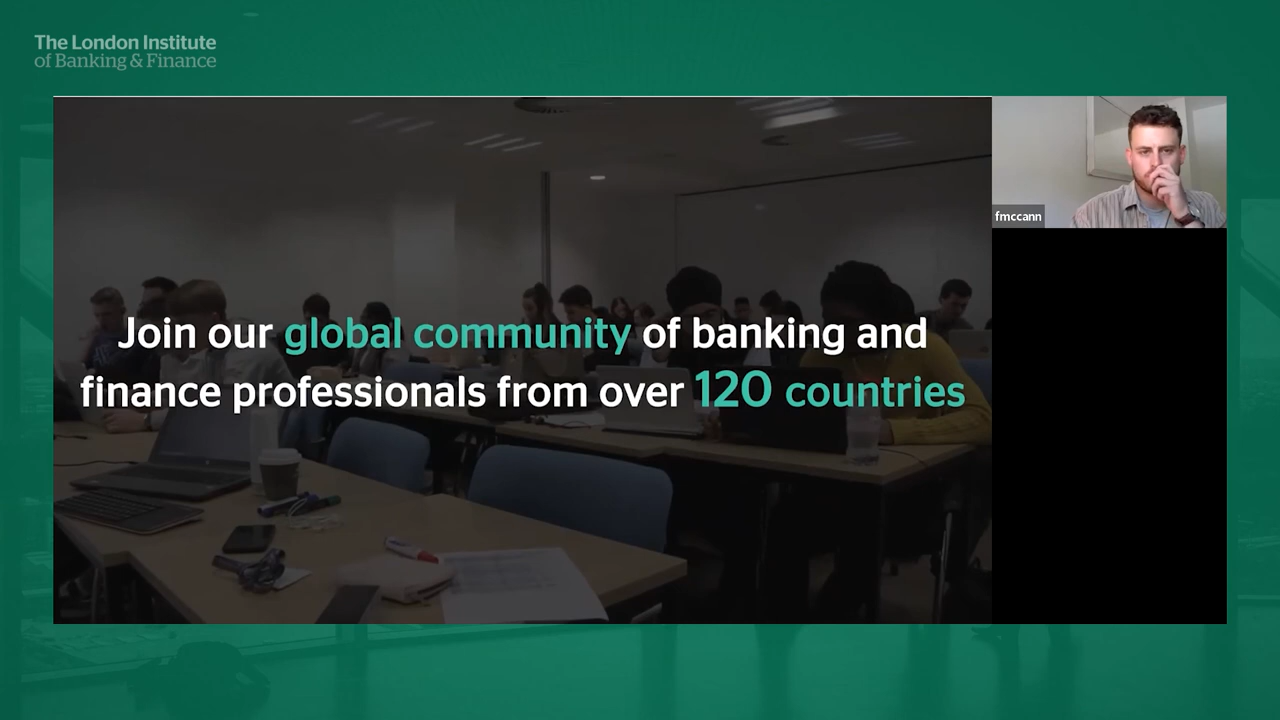 The London Institute
of Banking & Finance
Join our global community of banking and
finance professionals from over 120 countries
fmccann